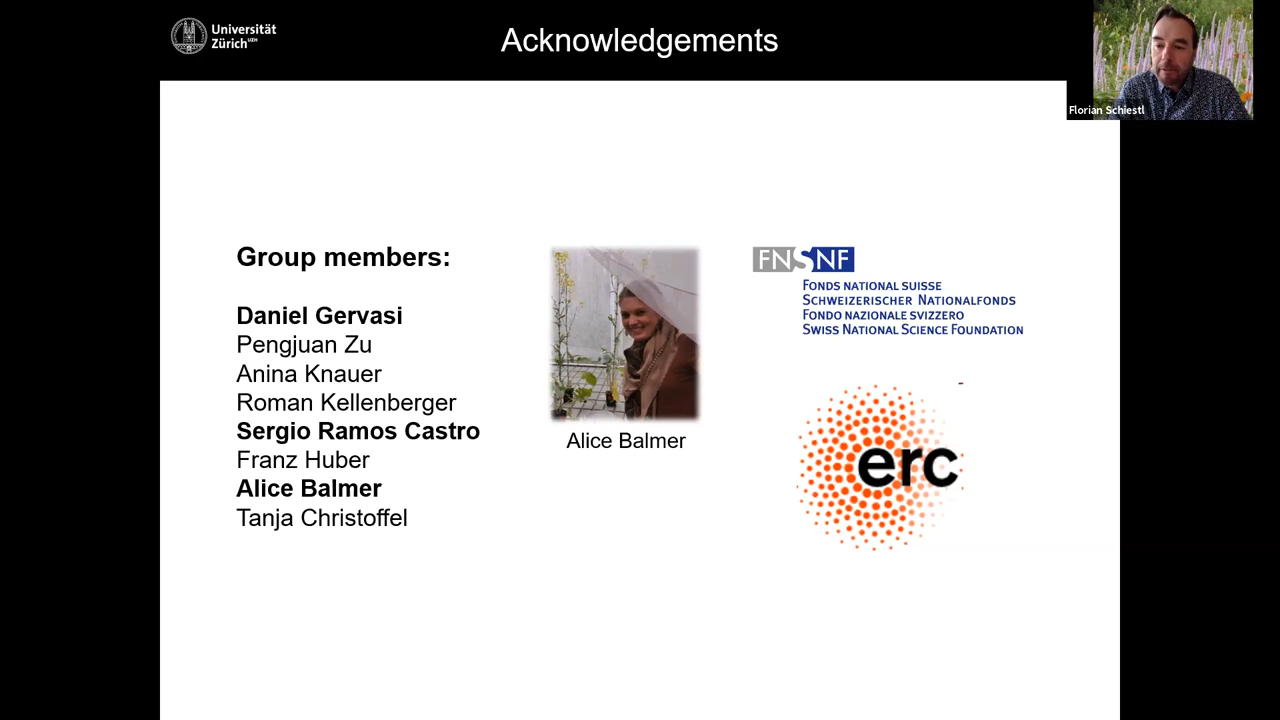 Universität
Zürich UZH
Acknowledgements
Florian Schiestl
Group members:
Daniel Gervasi
Pengjuan Zu
Anina Knauer
Roman Kellenberger
Sergio Ramos Castro
Franz Huber
Alice Balmer
Tanja Christoffel
Alice Balmer
FNSNF
FONDS NATIONAL SUISSE
SCHWEIZERISCHER NATIONALFONDS
FONDO NAZIONALE SVIZZERO
SWISS NATIONAL SCIENCE FOUNDATION
erc